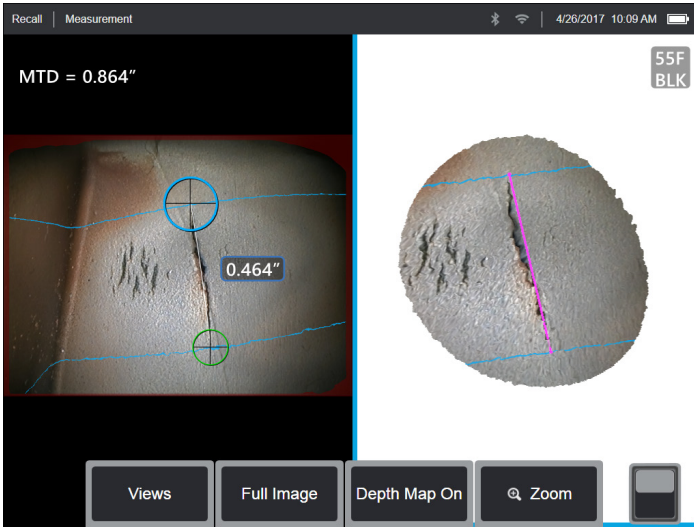 Recall | Measurement
4/26/2017 10:09 AM
MTD = 0.864"
55F
BLK
0.464"
Views
Full Image
Depth Map On
Zoom